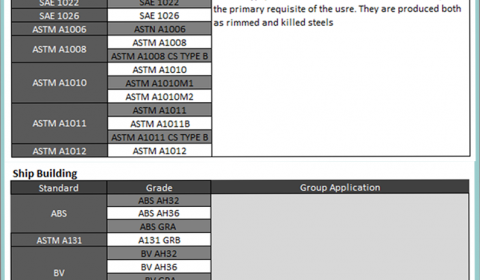 SAE 1022 SAE 1022
the primary requisite of the usre. They are produced both
SAE 1026 SAE 1026
as rimmed and killed steels
ASTM A1006 ASTN A1006
ASTM A1008
ASTM A1008
ASTM A1008 CS TYPE B
ASTM A1010
ASTM A1010
ASTM A1010M1
ASTM A1010M2
ASTM A1011
ASTM A1011
ASTM A1011B
ASTM A1011 CS TYPE B
ASTM A1012 ASTM A1012
Ship Building
Standard Grade Group Application
ABS
ABS AH32
ABS AH36
ABS GRA
ASTM A131 A131 GRB
BV
BV AH32
BV AH36
BV GRA